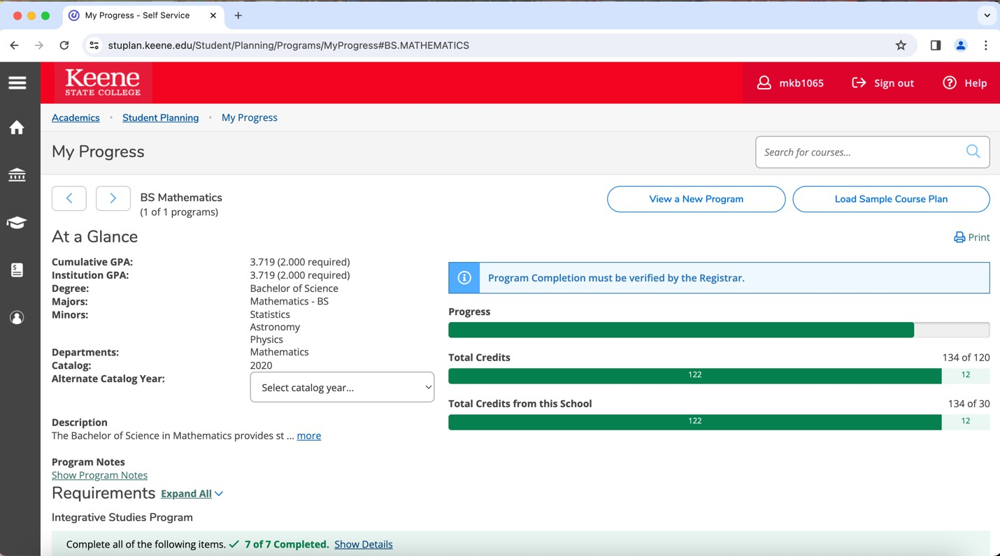 My Progress - Self Service
stuplan.keene.edu/Student/Planning/Programs/MyProgress#BS.MATHEMATICS
Keene
STATE COLLEGE
mkb1065
Sign out
Help
Academics • Student Planning • My Progress
My Progress
Search for courses...
BS Mathematics
(1 of 1 programs)
View a New Program
Load Sample Course Plan
At a Glance
Print
Cumulative GPA: 3.719 (2.000 required)
Institution GPA: 3.719 (2.000 required)
Degree: Bachelor of Science
Majors: Mathematics - BS
Minors: Statistics
Astronomy
Physics
Departments: Mathematics
Catalog: 2020
Alternate Catalog Year: Select catalog year...
Description
The Bachelor of Science in Mathematics provides st ... more
Program Notes
Show Program Notes
Program Completion must be verified by the Registrar.
Progress
Total Credits 134 of 120
122 12
Total Credits from this School 134 of 30
122 12
Requirements Expand All
Integrative Studies Program
Complete all of the following items. ✓ 7 of 7 Completed. Show Details